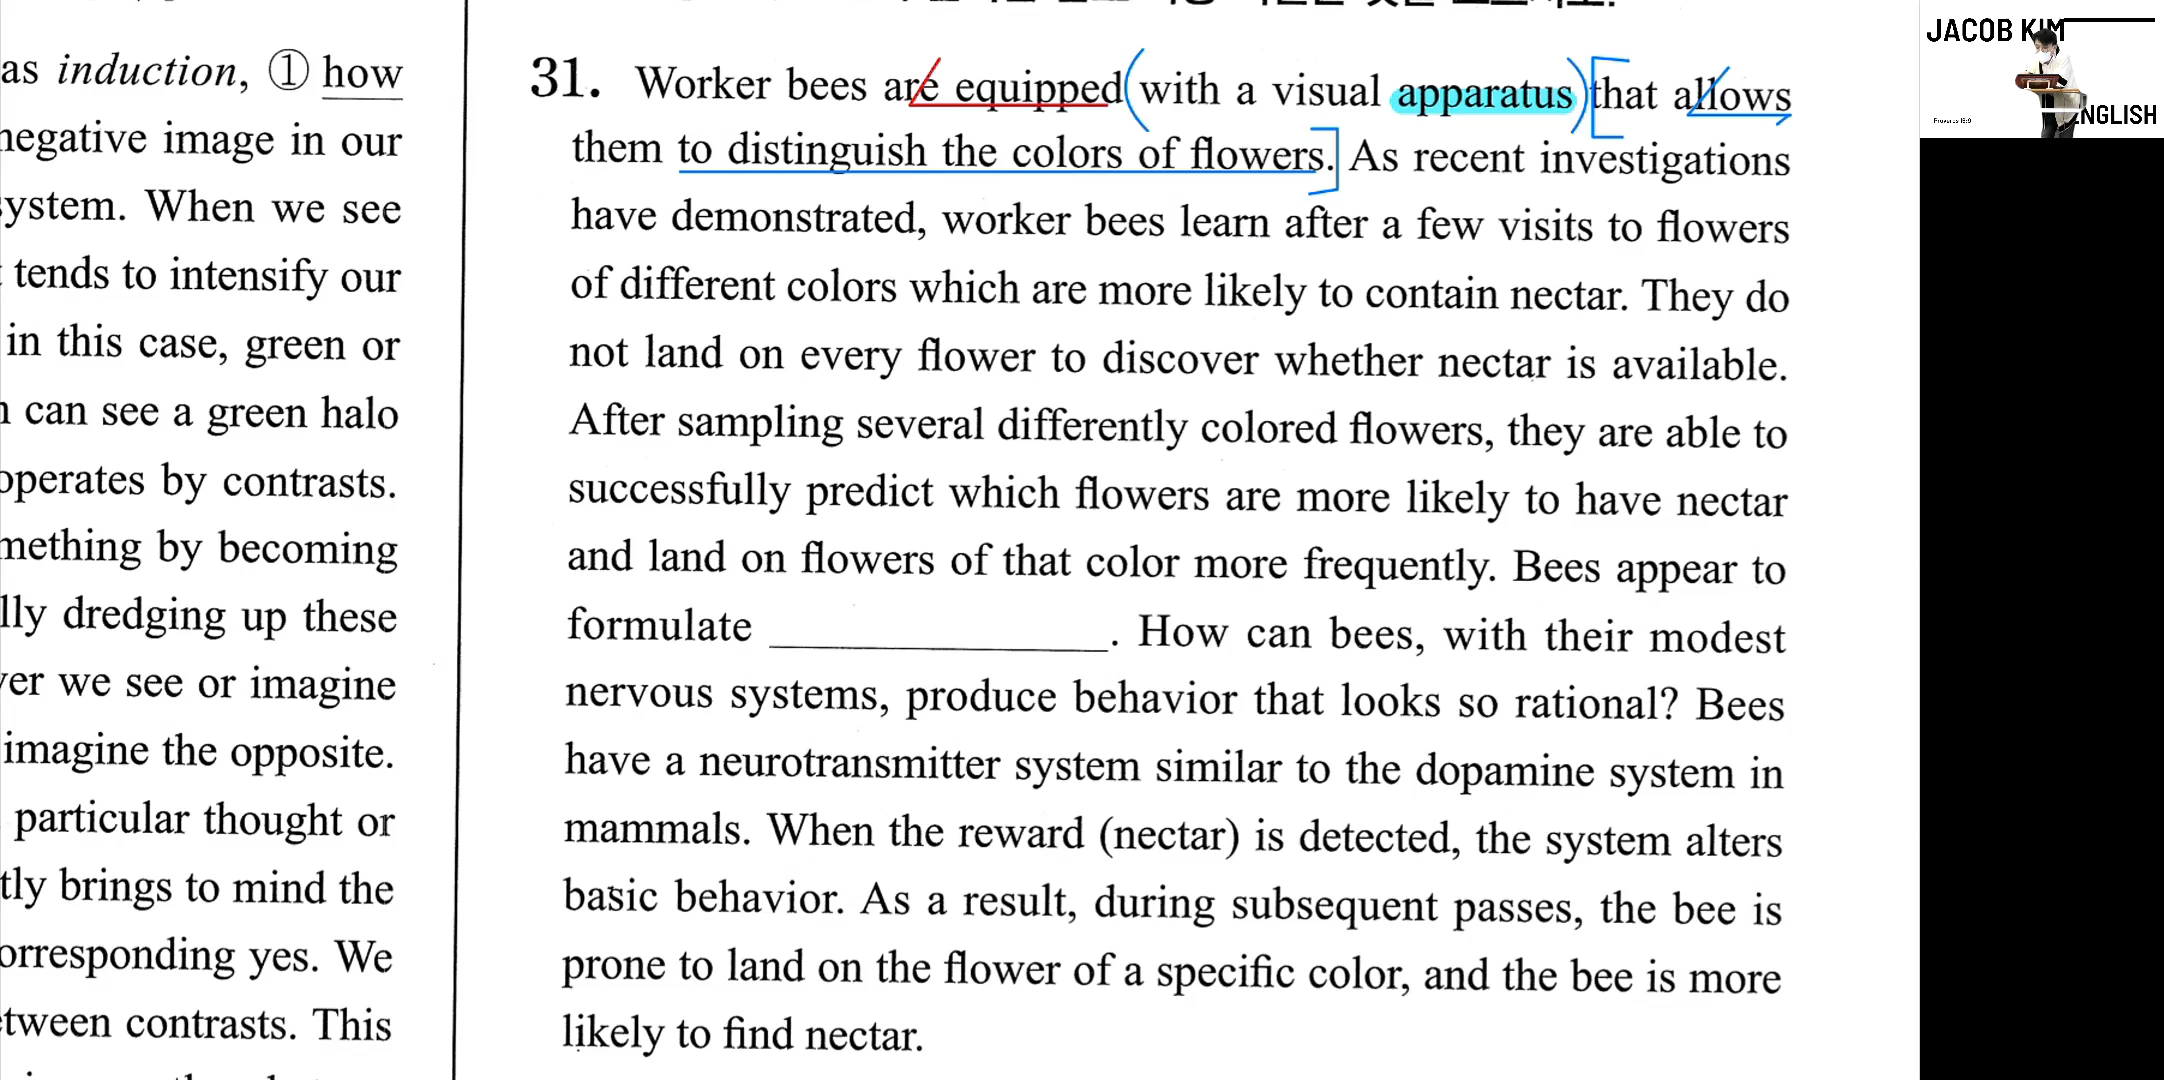 as induction, ① how
negative image in our
system. When we see
tends to intensify our
in this case, green or
can see a green halo
operates by contrasts.
mething by becoming
lly dredging up these
ver we see or imagine
imagine the opposite.
particular thought or
tly brings to mind the
orresponding yes. We
tween contrasts. This
31. Worker bees are equipped with a visual apparatus that allows
them to distinguish the colors of flowers. As recent investigations
have demonstrated, worker bees learn after a few visits to flowers
of different colors which are more likely to contain nectar. They do
not land on every flower to discover whether nectar is available.
After sampling several differently colored flowers, they are able to
successfully predict which flowers are more likely to have nectar
and land on flowers of that color more frequently. Bees appear to
formulate ____________. How can bees, with their modest
nervous systems, produce behavior that looks so rational? Bees
have a neurotransmitter system similar to the dopamine system in
mammals. When the reward (nectar) is detected, the system alters
basic behavior. As a result, during subsequent passes, the bee is
prone to land on the flower of a specific color, and the bee is more
likely to find nectar.
JACOB KIM
ENGLISH
Proverbs 16:9